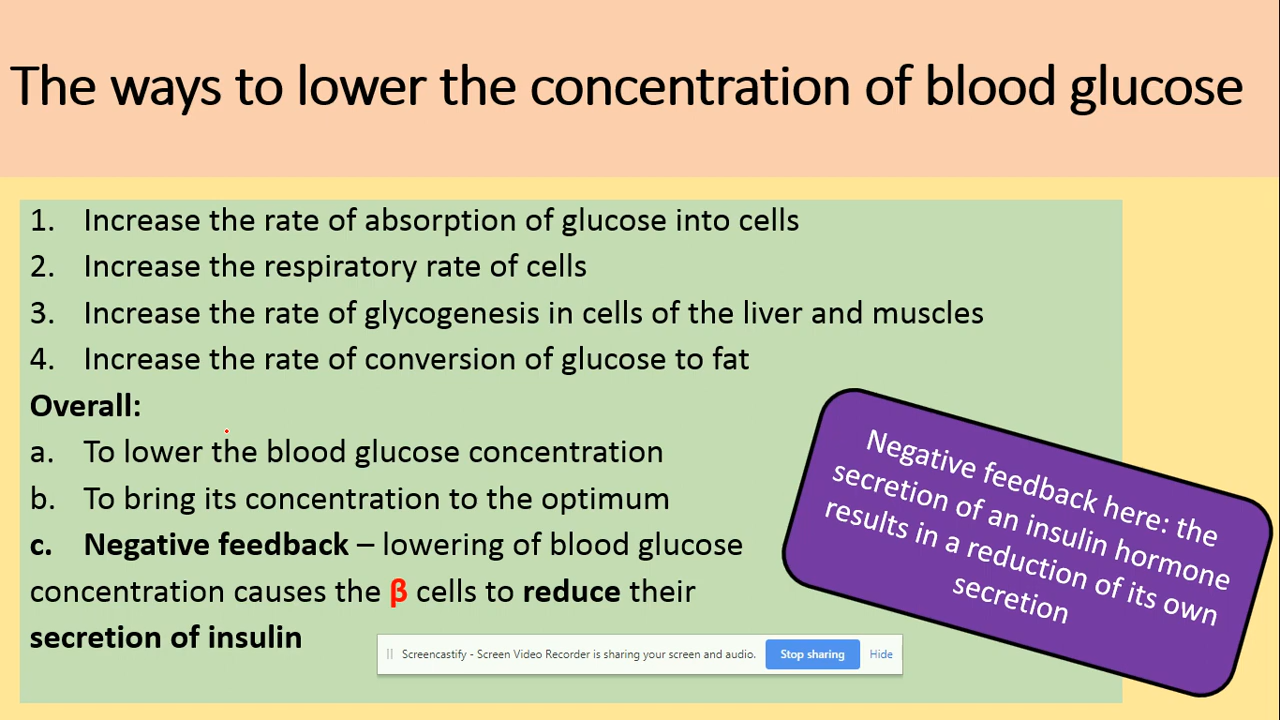 The ways to lower the concentration of blood glucose
1. Increase the rate of absorption of glucose into cells
2. Increase the respiratory rate of cells
3. Increase the rate of glycogenesis in cells of the liver and muscles
4. Increase the rate of conversion of glucose to fat
Overall:
a. To lower the blood glucose concentration
b. To bring its concentration to the optimum
c. Negative feedback – lowering of blood glucose
concentration causes the β cells to reduce their
secretion of insulin
Negative feedback here: the
secretion of an insulin hormone
results in a reduction of its own
secretion
Screencastify - Screen Video Recorder is sharing your screen and audio. Stop sharing Hide